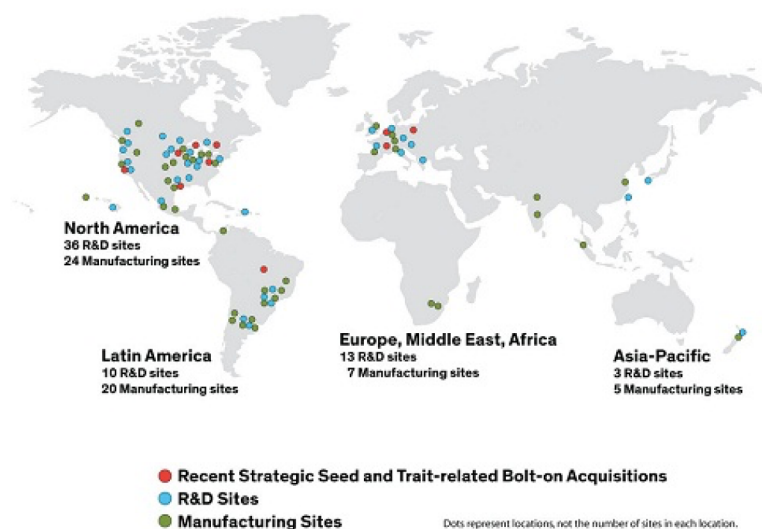 North America
36 R&D sites
24 Manufacturing sites
Latin America
10 R&D sites
20 Manufacturing sites
Europe, Middle East, Africa
13 R&D sites
7 Manufacturing sites
Asia-Pacific
3 R&D sites
5 Manufacturing sites
Recent Strategic Seed and Trait-related Bolt-on Acquisitions
R&D Sites
Manufacturing Sites
Dots represent locations, not the number of sites in each location.